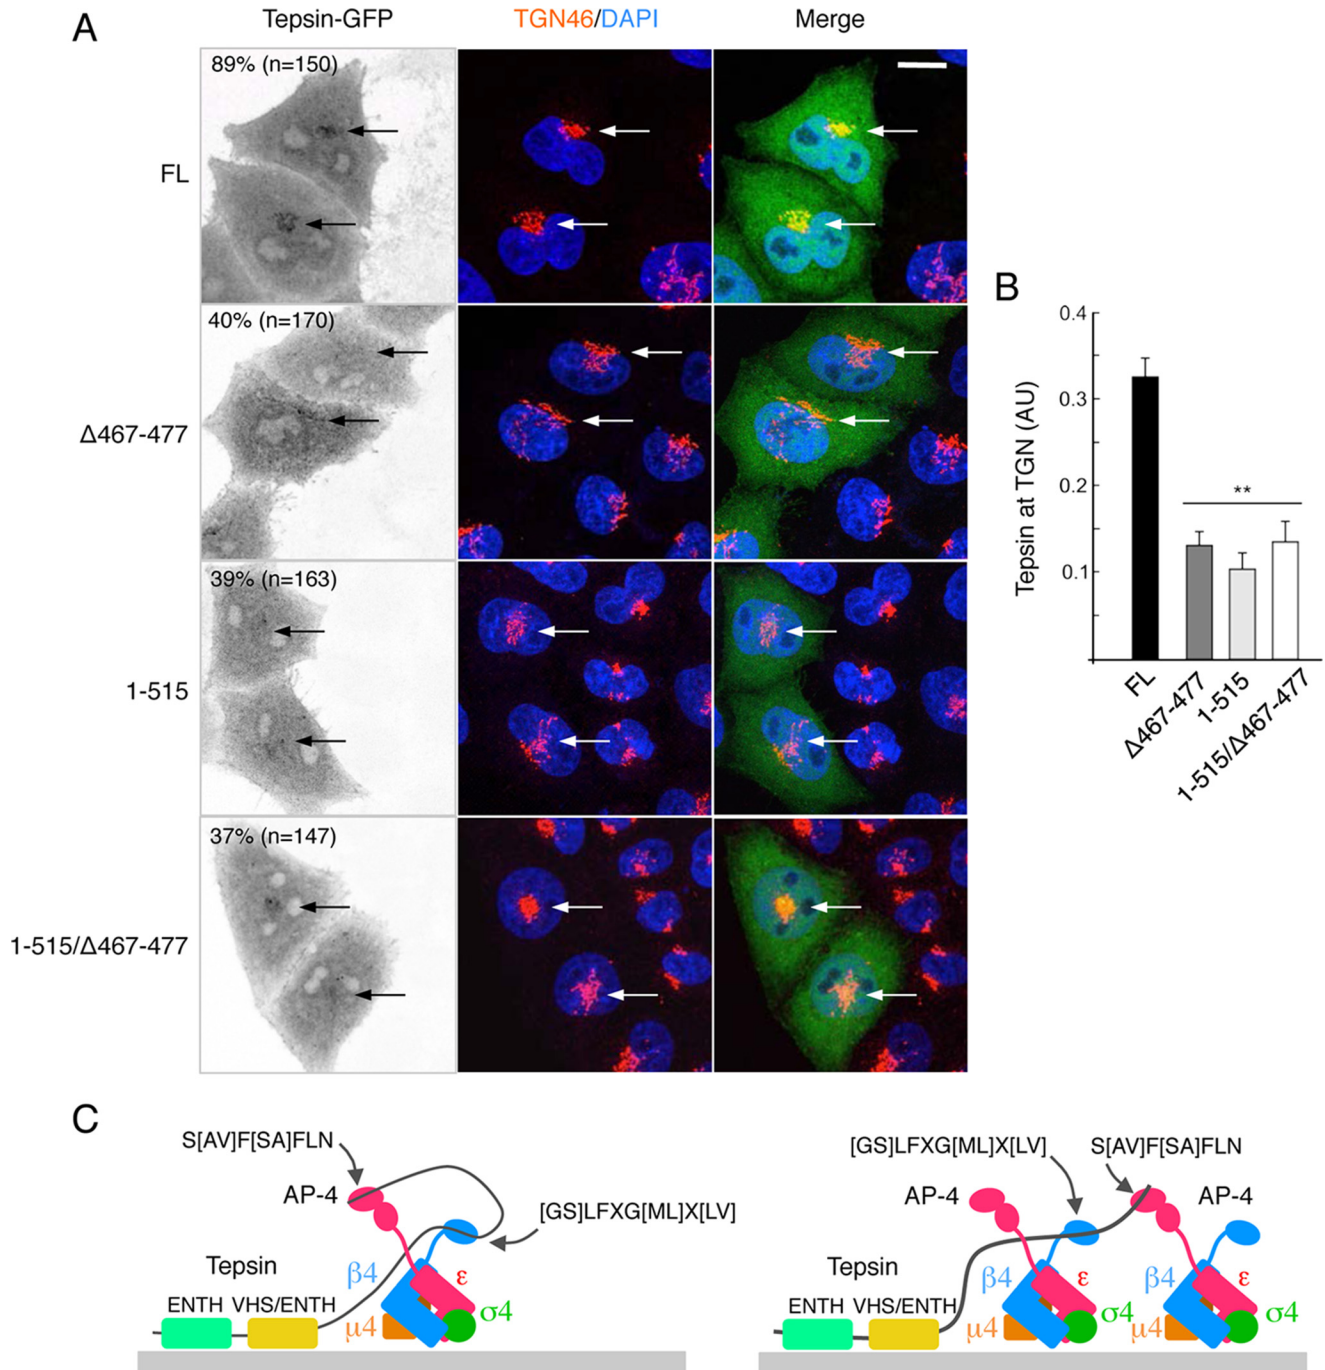 A
Tepsin-GFP
TGN46/DAPI
Merge
89% (n=150)
FL
40% (n=170)
Δ467-477
39% (n=163)
1-515
37% (n=147)
1-515/Δ467-477
B
Tepsin at TGN (AU)
0.4
0.3
0.2
0.1
**
FL
Δ467-477
1-515
1-515/Δ467-477
C
S[AV]F[SA]FLN
AP-4
[GS]LFXG[ML]X[LV]
Tepsin
ENTH
VHS/ENTH
β4
ε
σ4
μ4
[GS]LFXG[ML]X[LV]
S[AV]F[SA]FLN
AP-4
AP-4
Tepsin
ENTH
VHS/ENTH
β4
ε
σ4
μ4
β4
ε
σ4
μ4